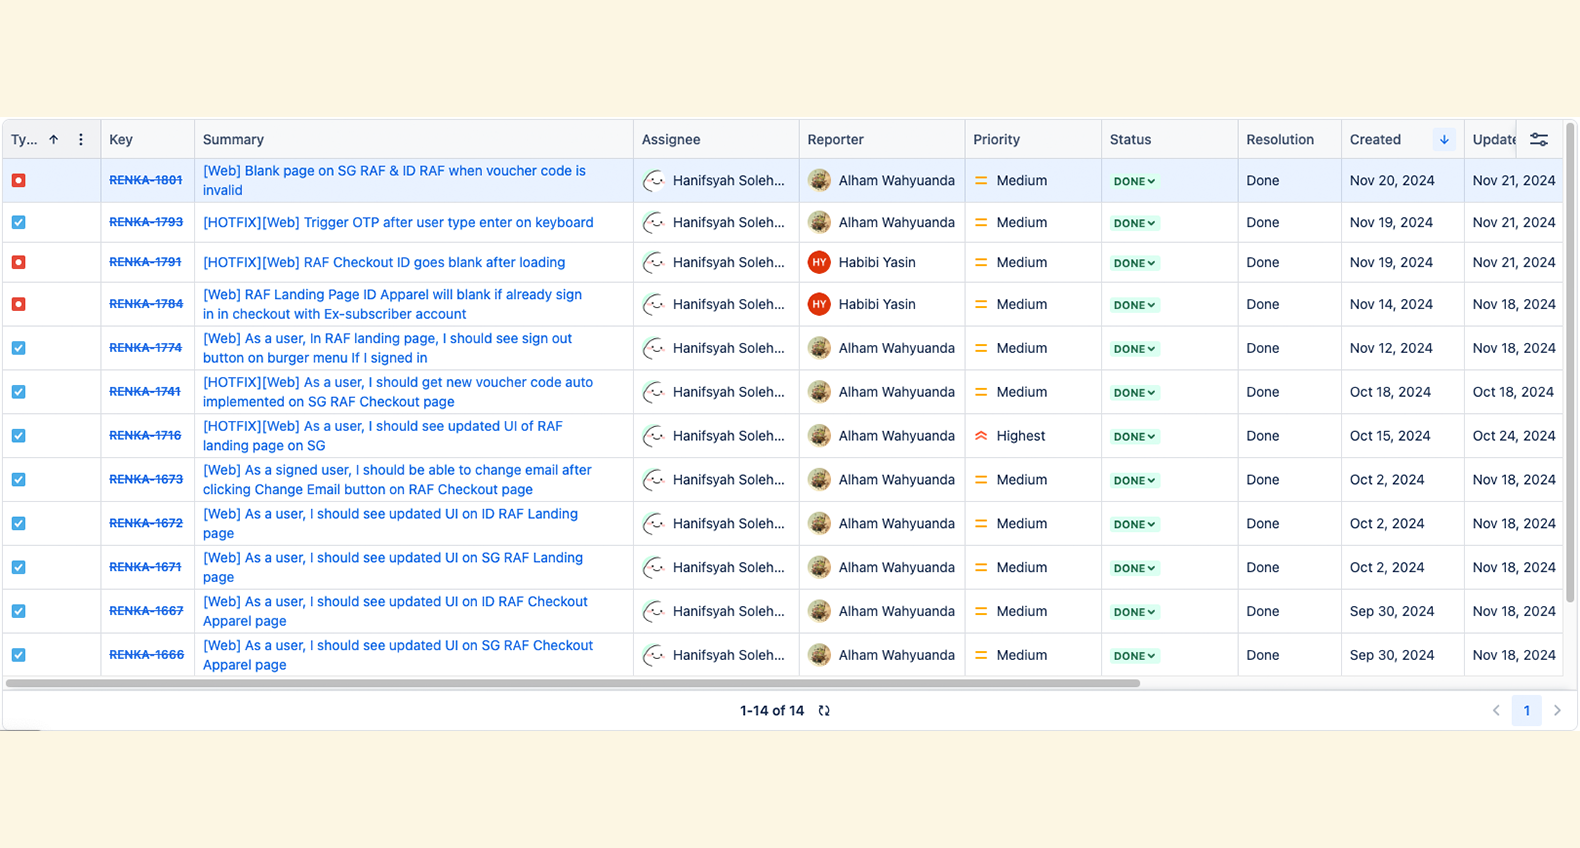 Ty... Key Summary Assignee Reporter Priority Status Resolution Created Update
RENKA-1801 [Web] Blank page on SG RAF & ID RAF when voucher code is
invalid Hanifsyah Soleh... Alham Wahyuanda Medium DONE Done Nov 20, 2024 Nov 21, 2024
RENKA-1793 [HOTFIX][Web] Trigger OTP after user type enter on keyboard Hanifsyah Soleh... Alham Wahyuanda Medium DONE Done Nov 19, 2024 Nov 21, 2024
RENKA-1791 [HOTFIX][Web] RAF Checkout ID goes blank after loading Hanifsyah Soleh... HY Habibi Yasin Medium DONE Done Nov 19, 2024 Nov 21, 2024
RENKA-1784 [Web] RAF Landing Page ID Apparel will blank if already sign
in in checkout with Ex-subscriber account Hanifsyah Soleh... HY Habibi Yasin Medium DONE Done Nov 14, 2024 Nov 18, 2024
RENKA-1774 [Web] As a user, In RAF landing page, I should see sign out
button on burger menu If I signed in Hanifsyah Soleh... Alham Wahyuanda Medium DONE Done Nov 12, 2024 Nov 18, 2024
RENKA-1741 [HOTFIX][Web] As a user, I should get new voucher code auto
implemented on SG RAF Checkout page Hanifsyah Soleh... Alham Wahyuanda Medium DONE Done Oct 18, 2024 Oct 18, 2024
RENKA-1716 [HOTFIX][Web] As a user, I should see updated UI of RAF
landing page on SG Hanifsyah Soleh... Alham Wahyuanda Highest DONE Done Oct 15, 2024 Oct 24, 2024
RENKA-1673 [Web] As a signed user, I should be able to change email after
clicking Change Email button on RAF Checkout page Hanifsyah Soleh... Alham Wahyuanda Medium DONE Done Oct 2, 2024 Nov 18, 2024
RENKA-1672 [Web] As a user, I should see updated UI on ID RAF Landing
page Hanifsyah Soleh... Alham Wahyuanda Medium DONE Done Oct 2, 2024 Nov 18, 2024
RENKA-1671 [Web] As a user, I should see updated UI on SG RAF Landing
page Hanifsyah Soleh... Alham Wahyuanda Medium DONE Done Oct 2, 2024 Nov 18, 2024
RENKA-1667 [Web] As a user, I should see updated UI on ID RAF Checkout
Apparel page Hanifsyah Soleh... Alham Wahyuanda Medium DONE Done Sep 30, 2024 Nov 18, 2024
RENKA-1666 [Web] As a user, I should see updated UI on SG RAF Checkout
Apparel page Hanifsyah Soleh... Alham Wahyuanda Medium DONE Done Sep 30, 2024 Nov 18, 2024
1-14 of 14 1